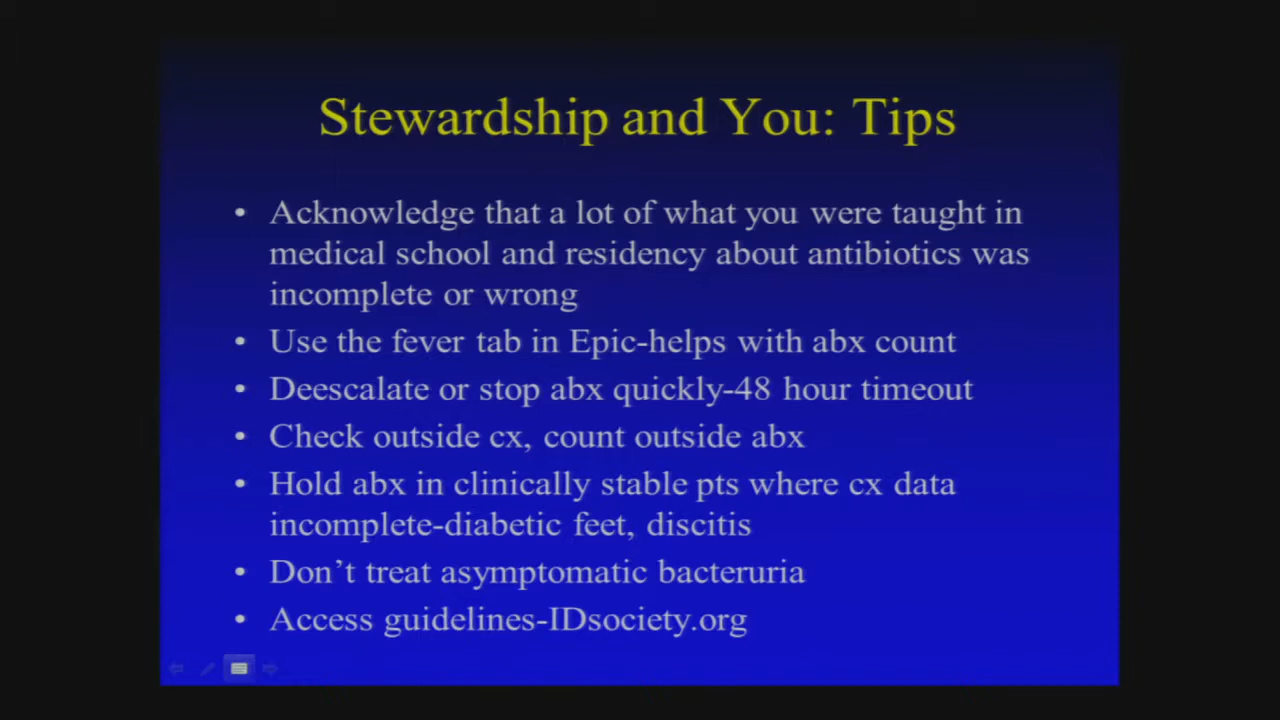 Stewardship and You: Tips
• Acknowledge that a lot of what you were taught in
medical school and residency about antibiotics was
incomplete or wrong
• Use the fever tab in Epic-helps with abx count
• Deescalate or stop abx quickly-48 hour timeout
• Check outside cx, count outside abx
• Hold abx in clinically stable pts where cx data
incomplete-diabetic feet, discitis
• Don’t treat asymptomatic bacteruria
• Access guidelines-IDsociety.org